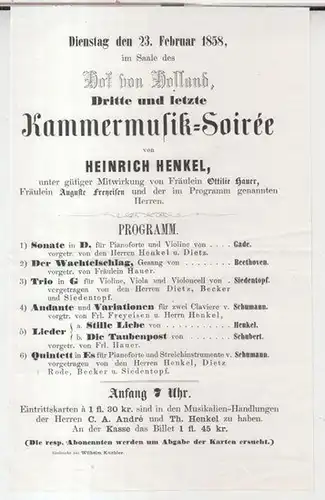 Dienstag den 23. Februar 1858,
im Saale des
Hof von Holland,
Dritte und letzte
Kammermusik=Soirée
von
HEINRICH HENKEL,
unter gütiger Mitwirkung von Fräulein Ottilie Hauer,
Fräulein Auguste Freyeisen und der im Programm genannten
Herren.
PROGRAMM.
1) Sonate in D, für Pianoforte und Violine von . . . Gade.
vorgetr. von den Herren Henkel u. Dietz.
2) Der Wachtelschlag, Gesang von . . . . . . . . Beethoven.
vorgetr. von Fräulein Hauer.
3) Trio in G für Violine, Viola und Violoncell von . Siedentopf.
vorgetragen von den Herren Dietz, Becker
und Siedentopf.
4) Andante und Variationen für zwei Claviere v. Schumann.
vorgetr. von Frl. Freyeisen u. Herrn Henkel,
5) Lieder { a. Stille Liebe von . . . . . . . . . Henkel.
b. Die Taubenpost von . . . . . . . Schubert.
vorgetr. von Frl. Hauer.
6) Quintett in Es für Pianoforte und Streichinstrumente v. Schumann.
vorgetragen von den Herren Henkel, Dietz
Rode, Becker u. Siedentopf.
Anfang 7 Uhr.
Eintrittskarten à 1 fl. 30 kr. sind in den Musikalien-Handlungen
der Herren C. A. André und Th. Henkel zu haben.
An der Kasse das Billet 1 fl. 45 kr.
(Die resp. Abonnenten werden um Abgabe der Karten ersucht.)
Wilhelm Küchler.